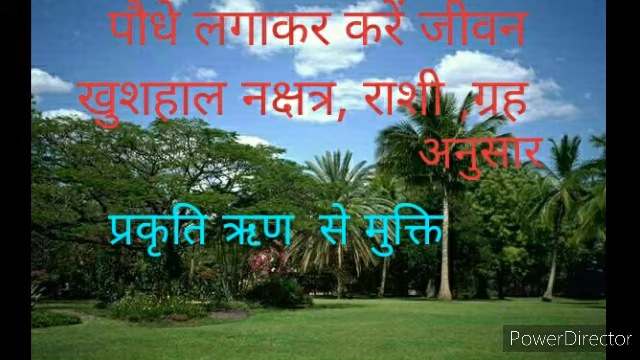 पौधे लगाकर करें जीवन
खुशहाल नक्षत्र, राशी ,ग्रह
अनुसार
प्रकृति ऋण से मुक्ति
PowerDirector